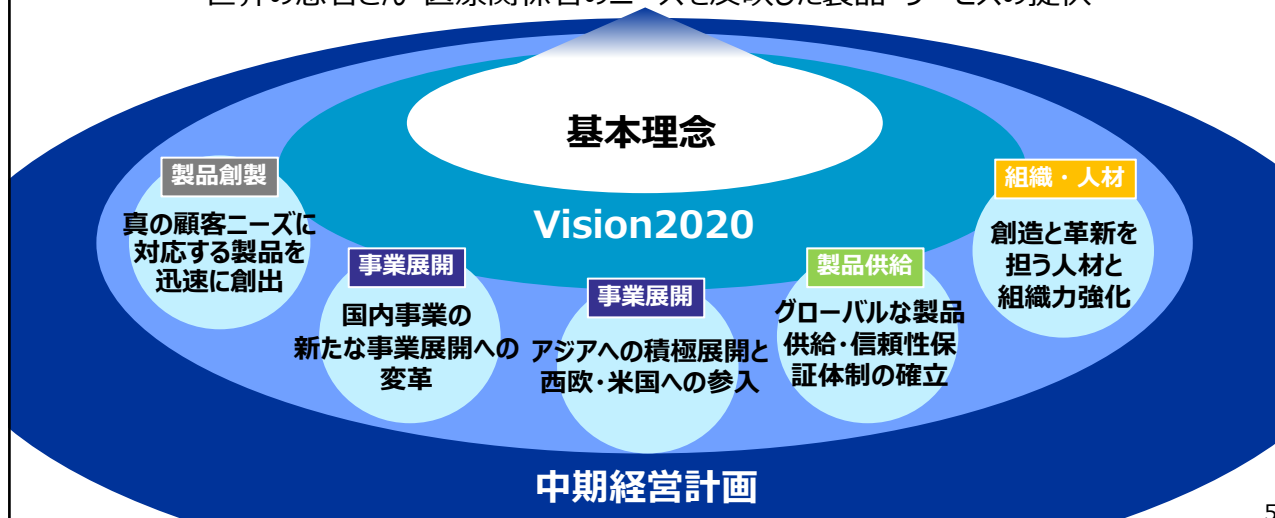 基本理念
Vision2020
製品創製
真の顧客ニーズに
対応する製品を
迅速に創出
事業展開
国内事業の
新たな事業展開への
変革
事業展開
アジアへの積極展開と
西欧・米国への参入
製品供給
グローバルな製品
供給・信頼性保
証体制の確立
組織・人材
創造と革新を
担う人材と
組織力強化
中期経営計画
5